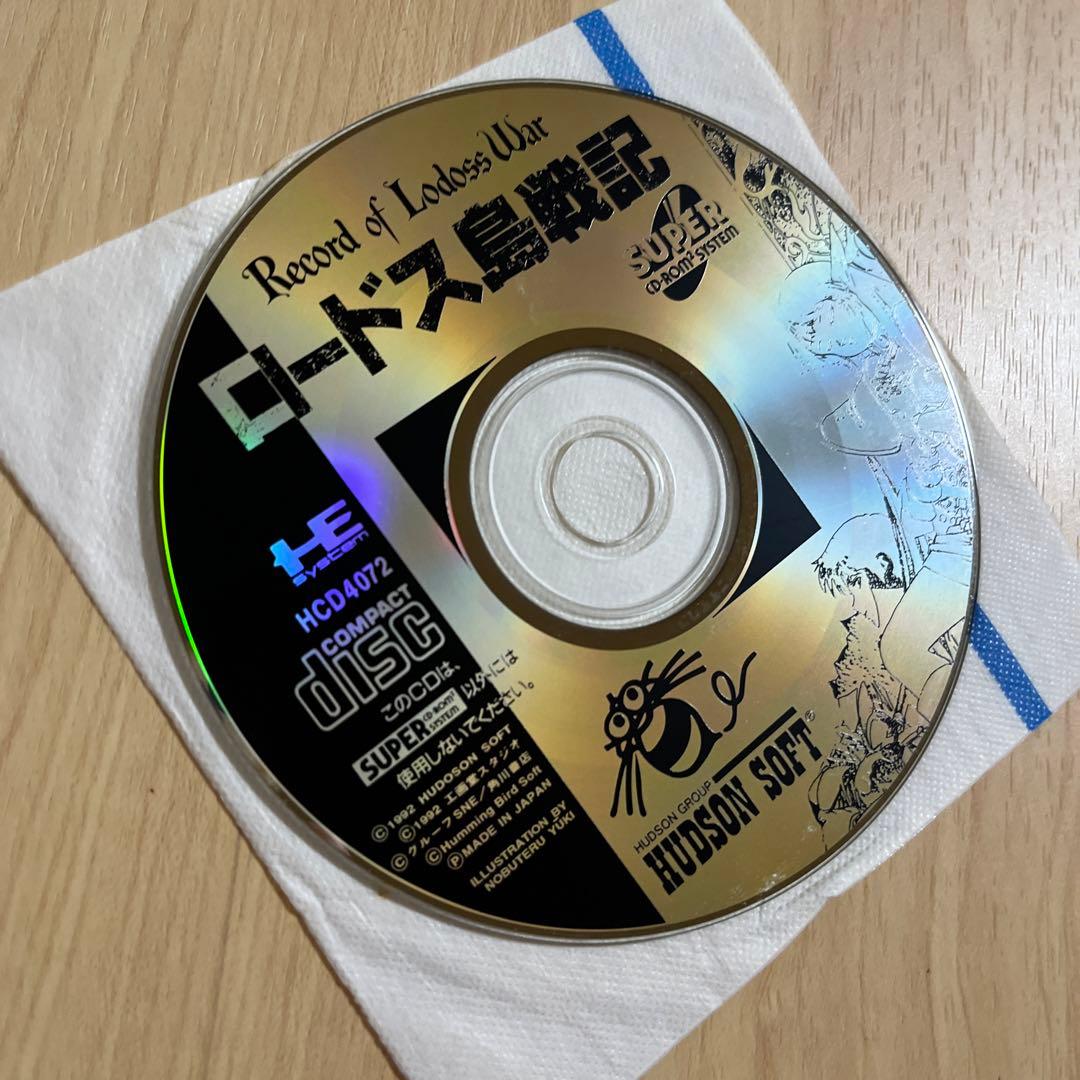 Record of Lodoss War
ロードス島戦記
SUPER
CD-ROM² SYSTEM
HE
system
HCD4072
COMPACT
disc
このCDは、
SUPER CD-ROM² SYSTEM 以外には
使用しないでください。
©1992 HUDSON SOFT
©1992 工画堂スタジオ
©グループSNE/角川書店
©Humming Bird Soft
ⓅMADE IN JAPAN
ILLUSTRATION BY
NOBUTERU YUKI
HUDSON GROUP
HUDSON SOFT®